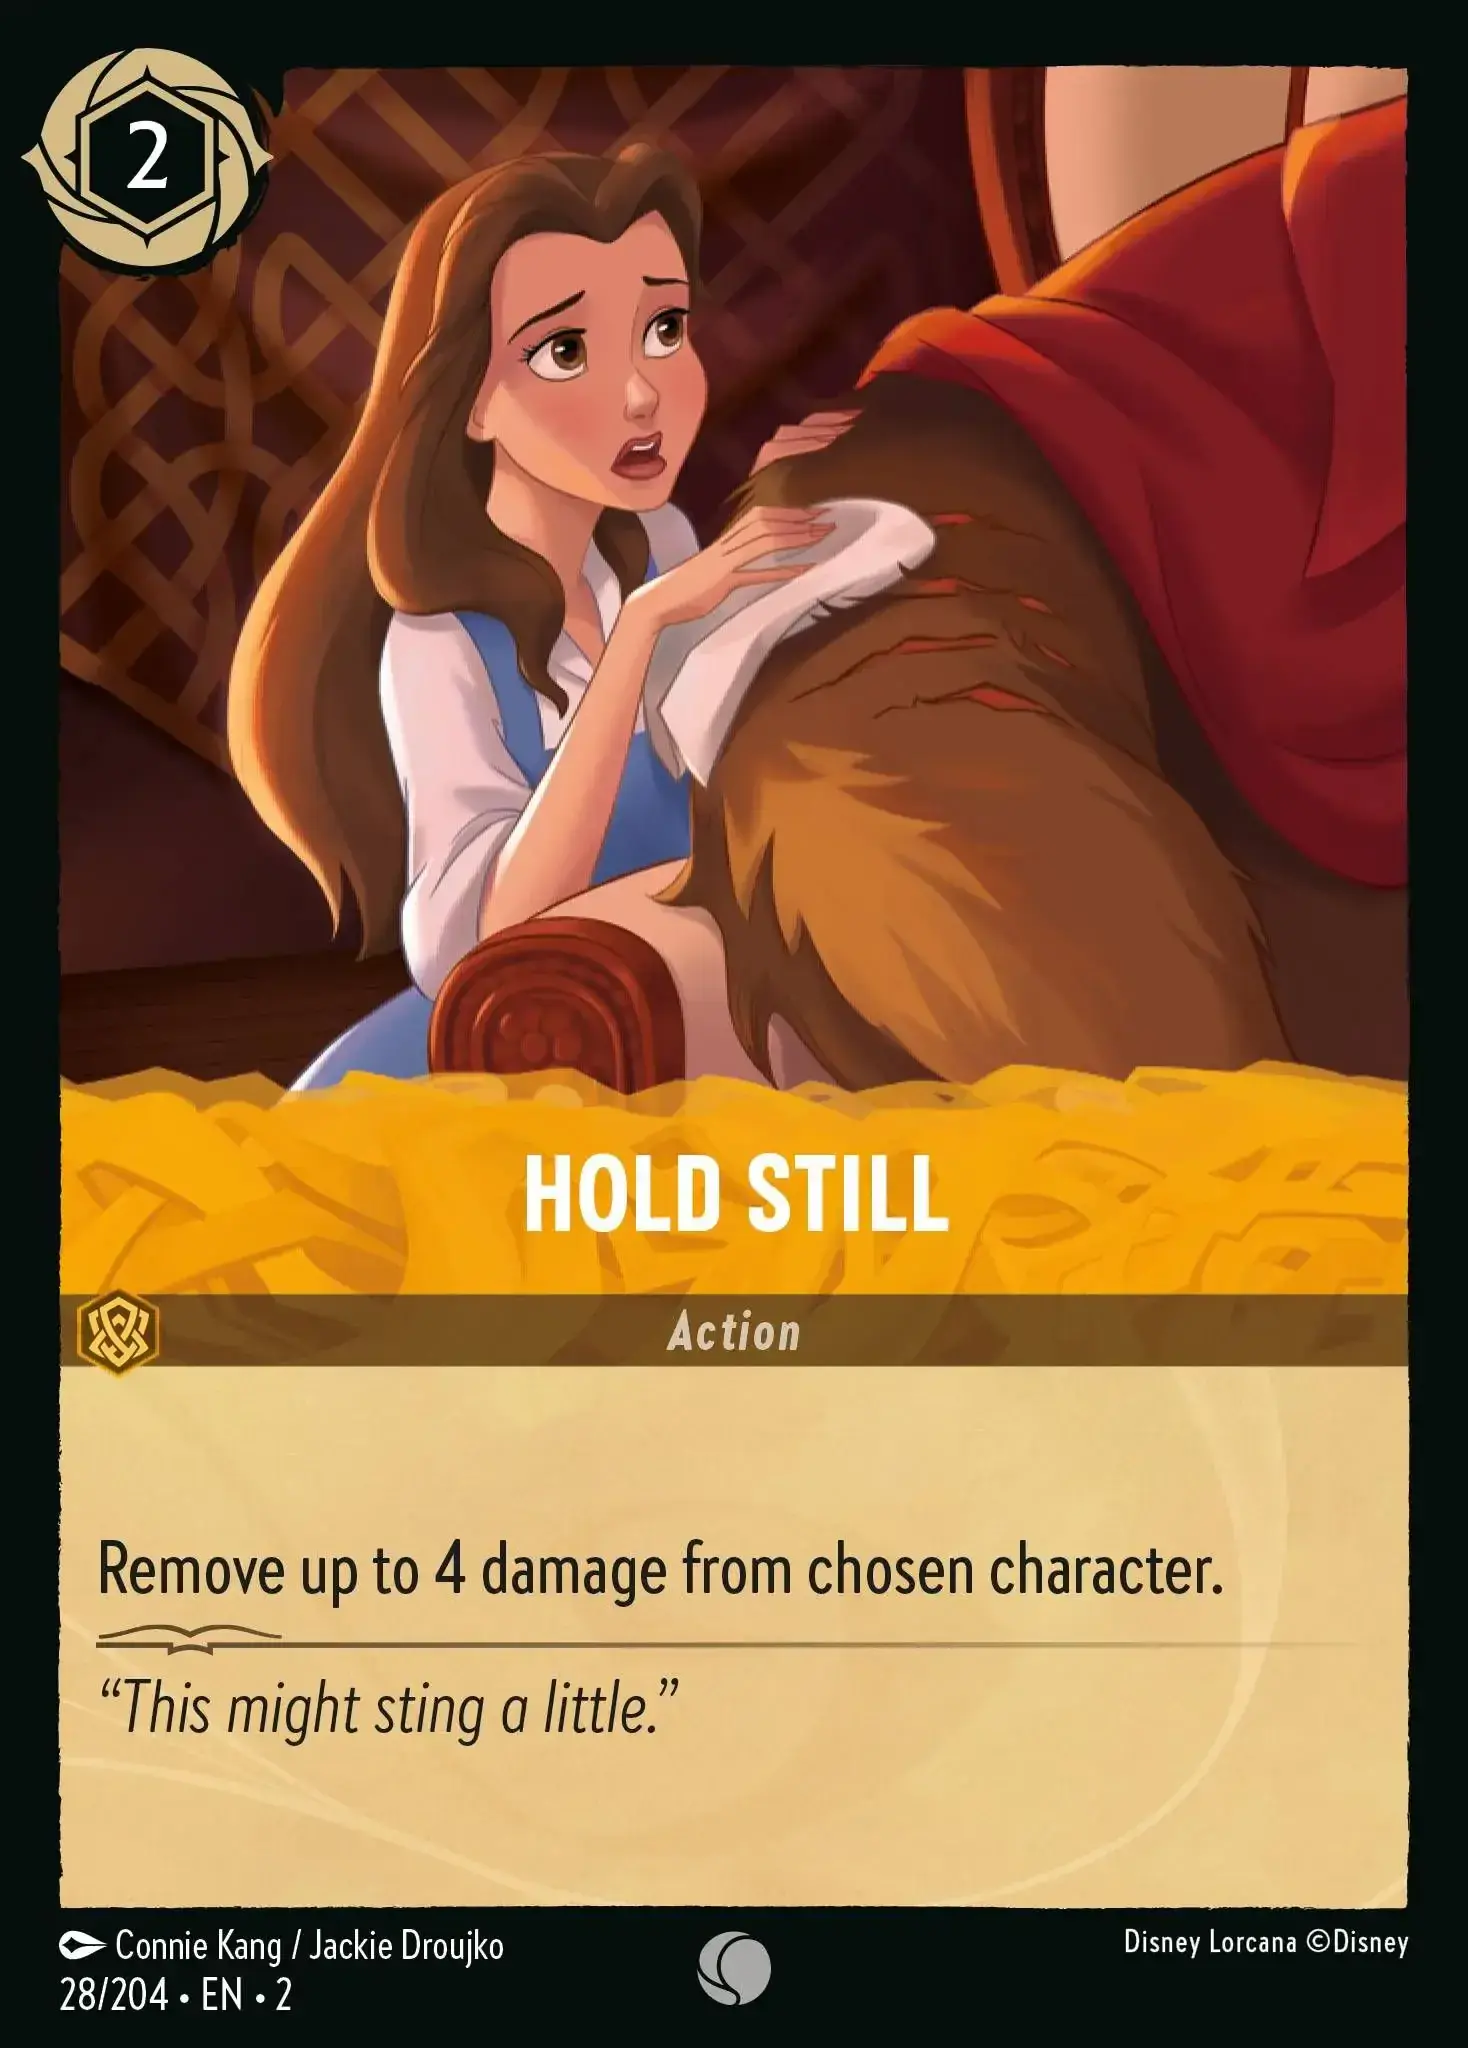 2
HOLD STILL
Action
Remove up to 4 damage from chosen character.
“This might sting a little.”
Connie Kang / Jackie Droujko
Disney Lorcana ©Disney
28/204 • EN • 2